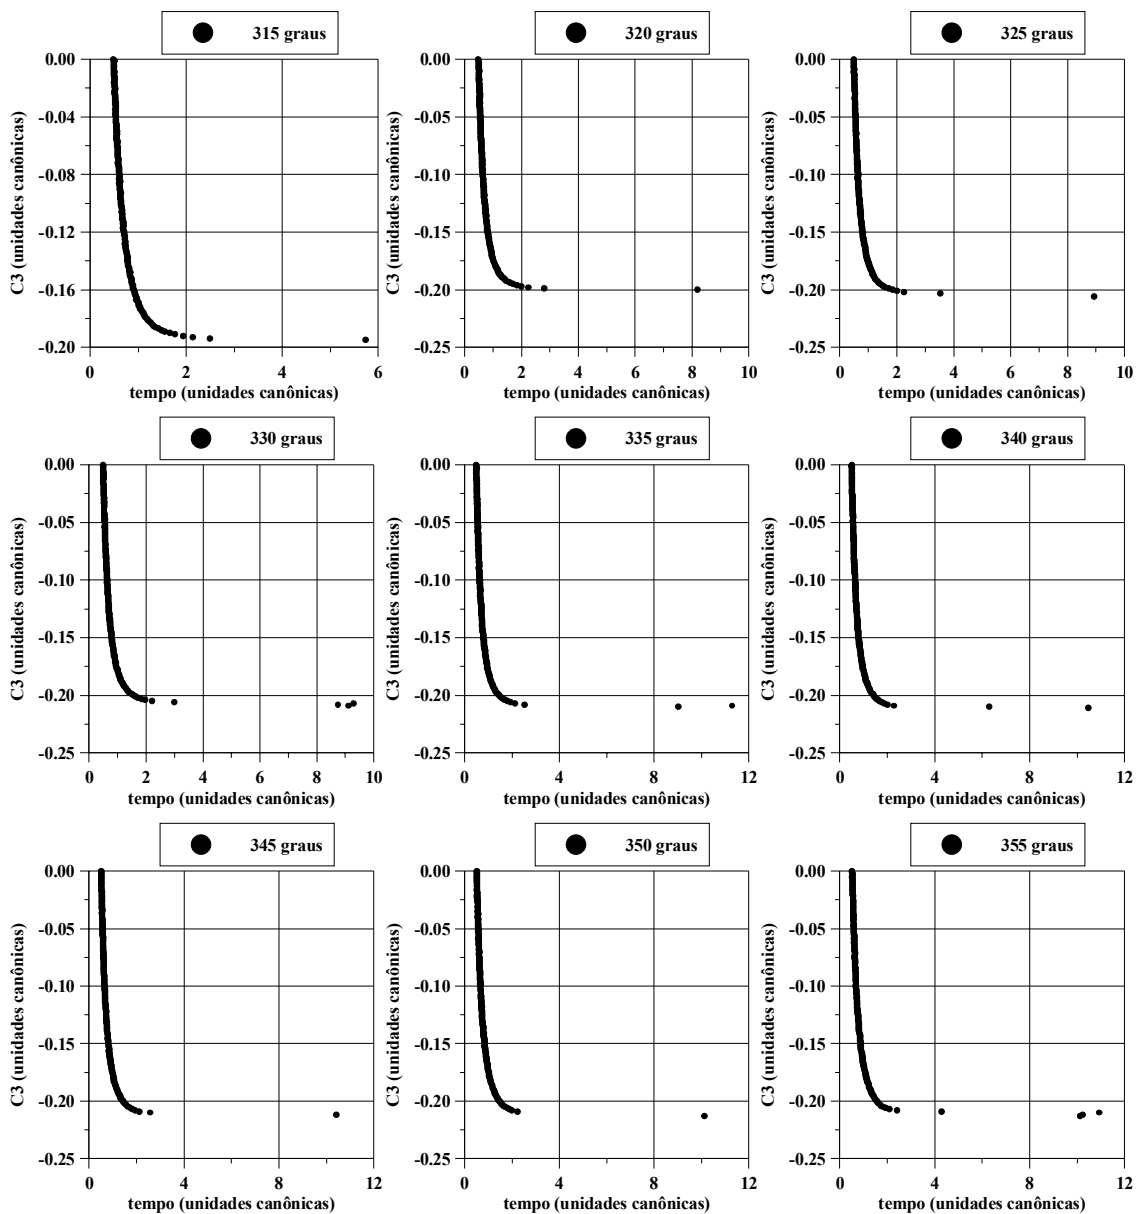 315 graus
0.00
-0.04
-0.08
-0.12
-0.16
-0.20
C3 (unidades canônicas)
0 2 4 6
tempo (unidades canônicas)
320 graus
0.00
-0.05
-0.10
-0.15
-0.20
-0.25
C3 (unidades canônicas)
0 2 4 6 8 10
tempo (unidades canônicas)
325 graus
0.00
-0.05
-0.10
-0.15
-0.20
-0.25
C3 (unidades canônicas)
0 2 4 6 8 10
tempo (unidades canônicas)
330 graus
0.00
-0.05
-0.10
-0.15
-0.20
-0.25
C3 (unidades canônicas)
0 2 4 6 8 10
tempo (unidades canônicas)
335 graus
0.00
-0.05
-0.10
-0.15
-0.20
-0.25
C3 (unidades canônicas)
0 4 8 12
tempo (unidades canônicas)
340 graus
0.00
-0.05
-0.10
-0.15
-0.20
-0.25
C3 (unidades canônicas)
0 4 8 12
tempo (unidades canônicas)
345 graus
0.00
-0.05
-0.10
-0.15
-0.20
-0.25
C3 (unidades canônicas)
0 4 8 12
tempo (unidades canônicas)
350 graus
0.00
-0.05
-0.10
-0.15
-0.20
-0.25
C3 (unidades canônicas)
0 4 8 12
tempo (unidades canônicas)
355 graus
0.00
-0.05
-0.10
-0.15
-0.20
-0.25
C3 (unidades canônicas)
0 4 8 12
tempo (unidades canônicas)